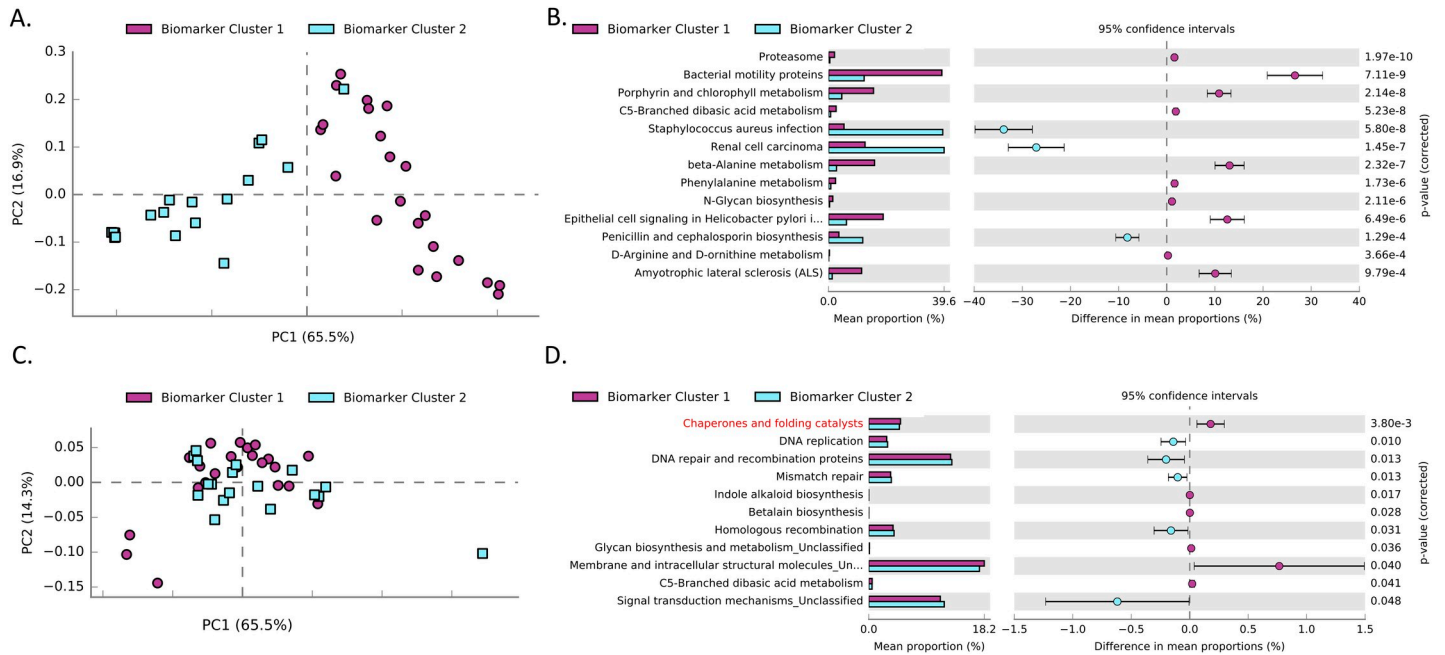 A.
Biomarker Cluster 1 Biomarker Cluster 2
0.3
0.2
0.1
0.0
−0.1
−0.2
PC2 (16.9%)
PC1 (65.5%)
B.
Biomarker Cluster 1 Biomarker Cluster 2
95% confidence intervals
Proteasome 1.97e-10
Bacterial motility proteins 7.11e-9
Porphyrin and chlorophyll metabolism 2.14e-8
C5-Branched dibasic acid metabolism 5.23e-8
Staphylococcus aureus infection 5.80e-8
Renal cell carcinoma 1.45e-7
beta-Alanine metabolism 2.32e-7
Phenylalanine metabolism 1.73e-6
N-Glycan biosynthesis 2.11e-6
Epithelial cell signaling in Helicobacter pylori i... 6.49e-6
Penicillin and cephalosporin biosynthesis 1.29e-4
D-Arginine and D-ornithine metabolism 3.66e-4
Amyotrophic lateral sclerosis (ALS) 9.79e-4
p-value (corrected)
0.0 39.6 −40 −30 −20 −10 0 10 20 30 40
Mean proportion (%) Difference in mean proportions (%)
C.
Biomarker Cluster 1 Biomarker Cluster 2
0.05
0.00
−0.05
−0.10
−0.15
PC2 (14.3%)
PC1 (65.5%)
D.
Biomarker Cluster 1 Biomarker Cluster 2
95% confidence intervals
Chaperones and folding catalysts 3.80e-3
DNA replication 0.010
DNA repair and recombination proteins 0.013
Mismatch repair 0.013
Indole alkaloid biosynthesis 0.017
Betalain biosynthesis 0.028
Homologous recombination 0.031
Glycan biosynthesis and metabolism_Unclassified 0.036
Membrane and intracellular structural molecules_Un... 0.040
C5-Branched dibasic acid metabolism 0.041
Signal transduction mechanisms_Unclassified 0.048
p-value (corrected)
0.0 18.2 −1.5 −1.0 −0.5 0.0 0.5 1.0 1.5
Mean proportion (%) Difference in mean proportions (%)